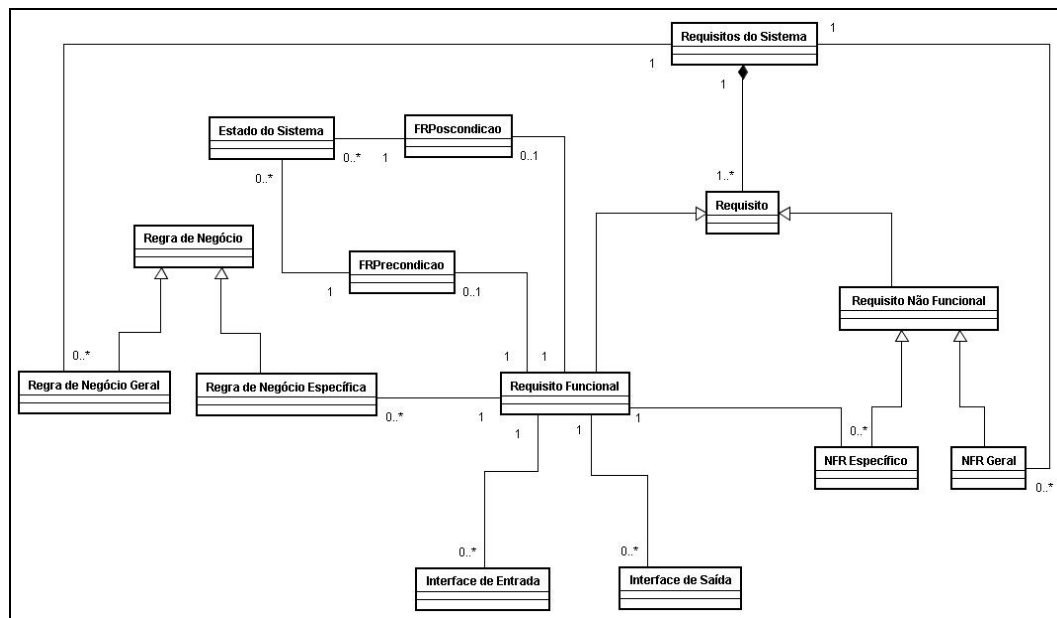 1
Requisitos do Sistema
1
1
Estado do Sistema
FRPoscondicao
0..*
1
0..1
0..*
1..*
Requisito
Regra de Negócio
FRPrecondicao
1
0..1
Requisito Não Funcional
0..*
1
1
Regra de Negócio Geral
Regra de Negócio Específica
Requisito Funcional
0..*
1
1
1
1
0..*
NFR Específico
NFR Geral
0..*
0..*
0..*
Interface de Entrada
Interface de Saída